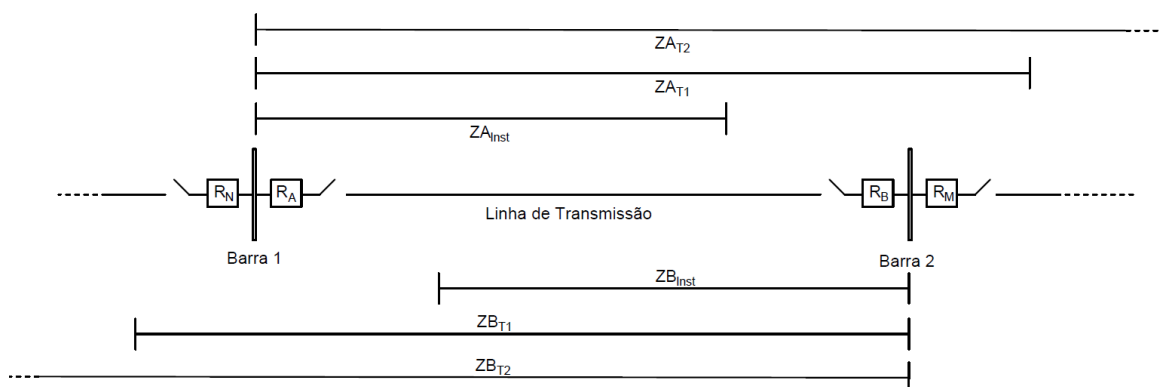 ZA_T2
ZA_T1
ZA_Inst
R_N R_A R_B R_M
Linha de Transmissão
Barra 1 Barra 2
ZB_Inst
ZB_T1
ZB_T2